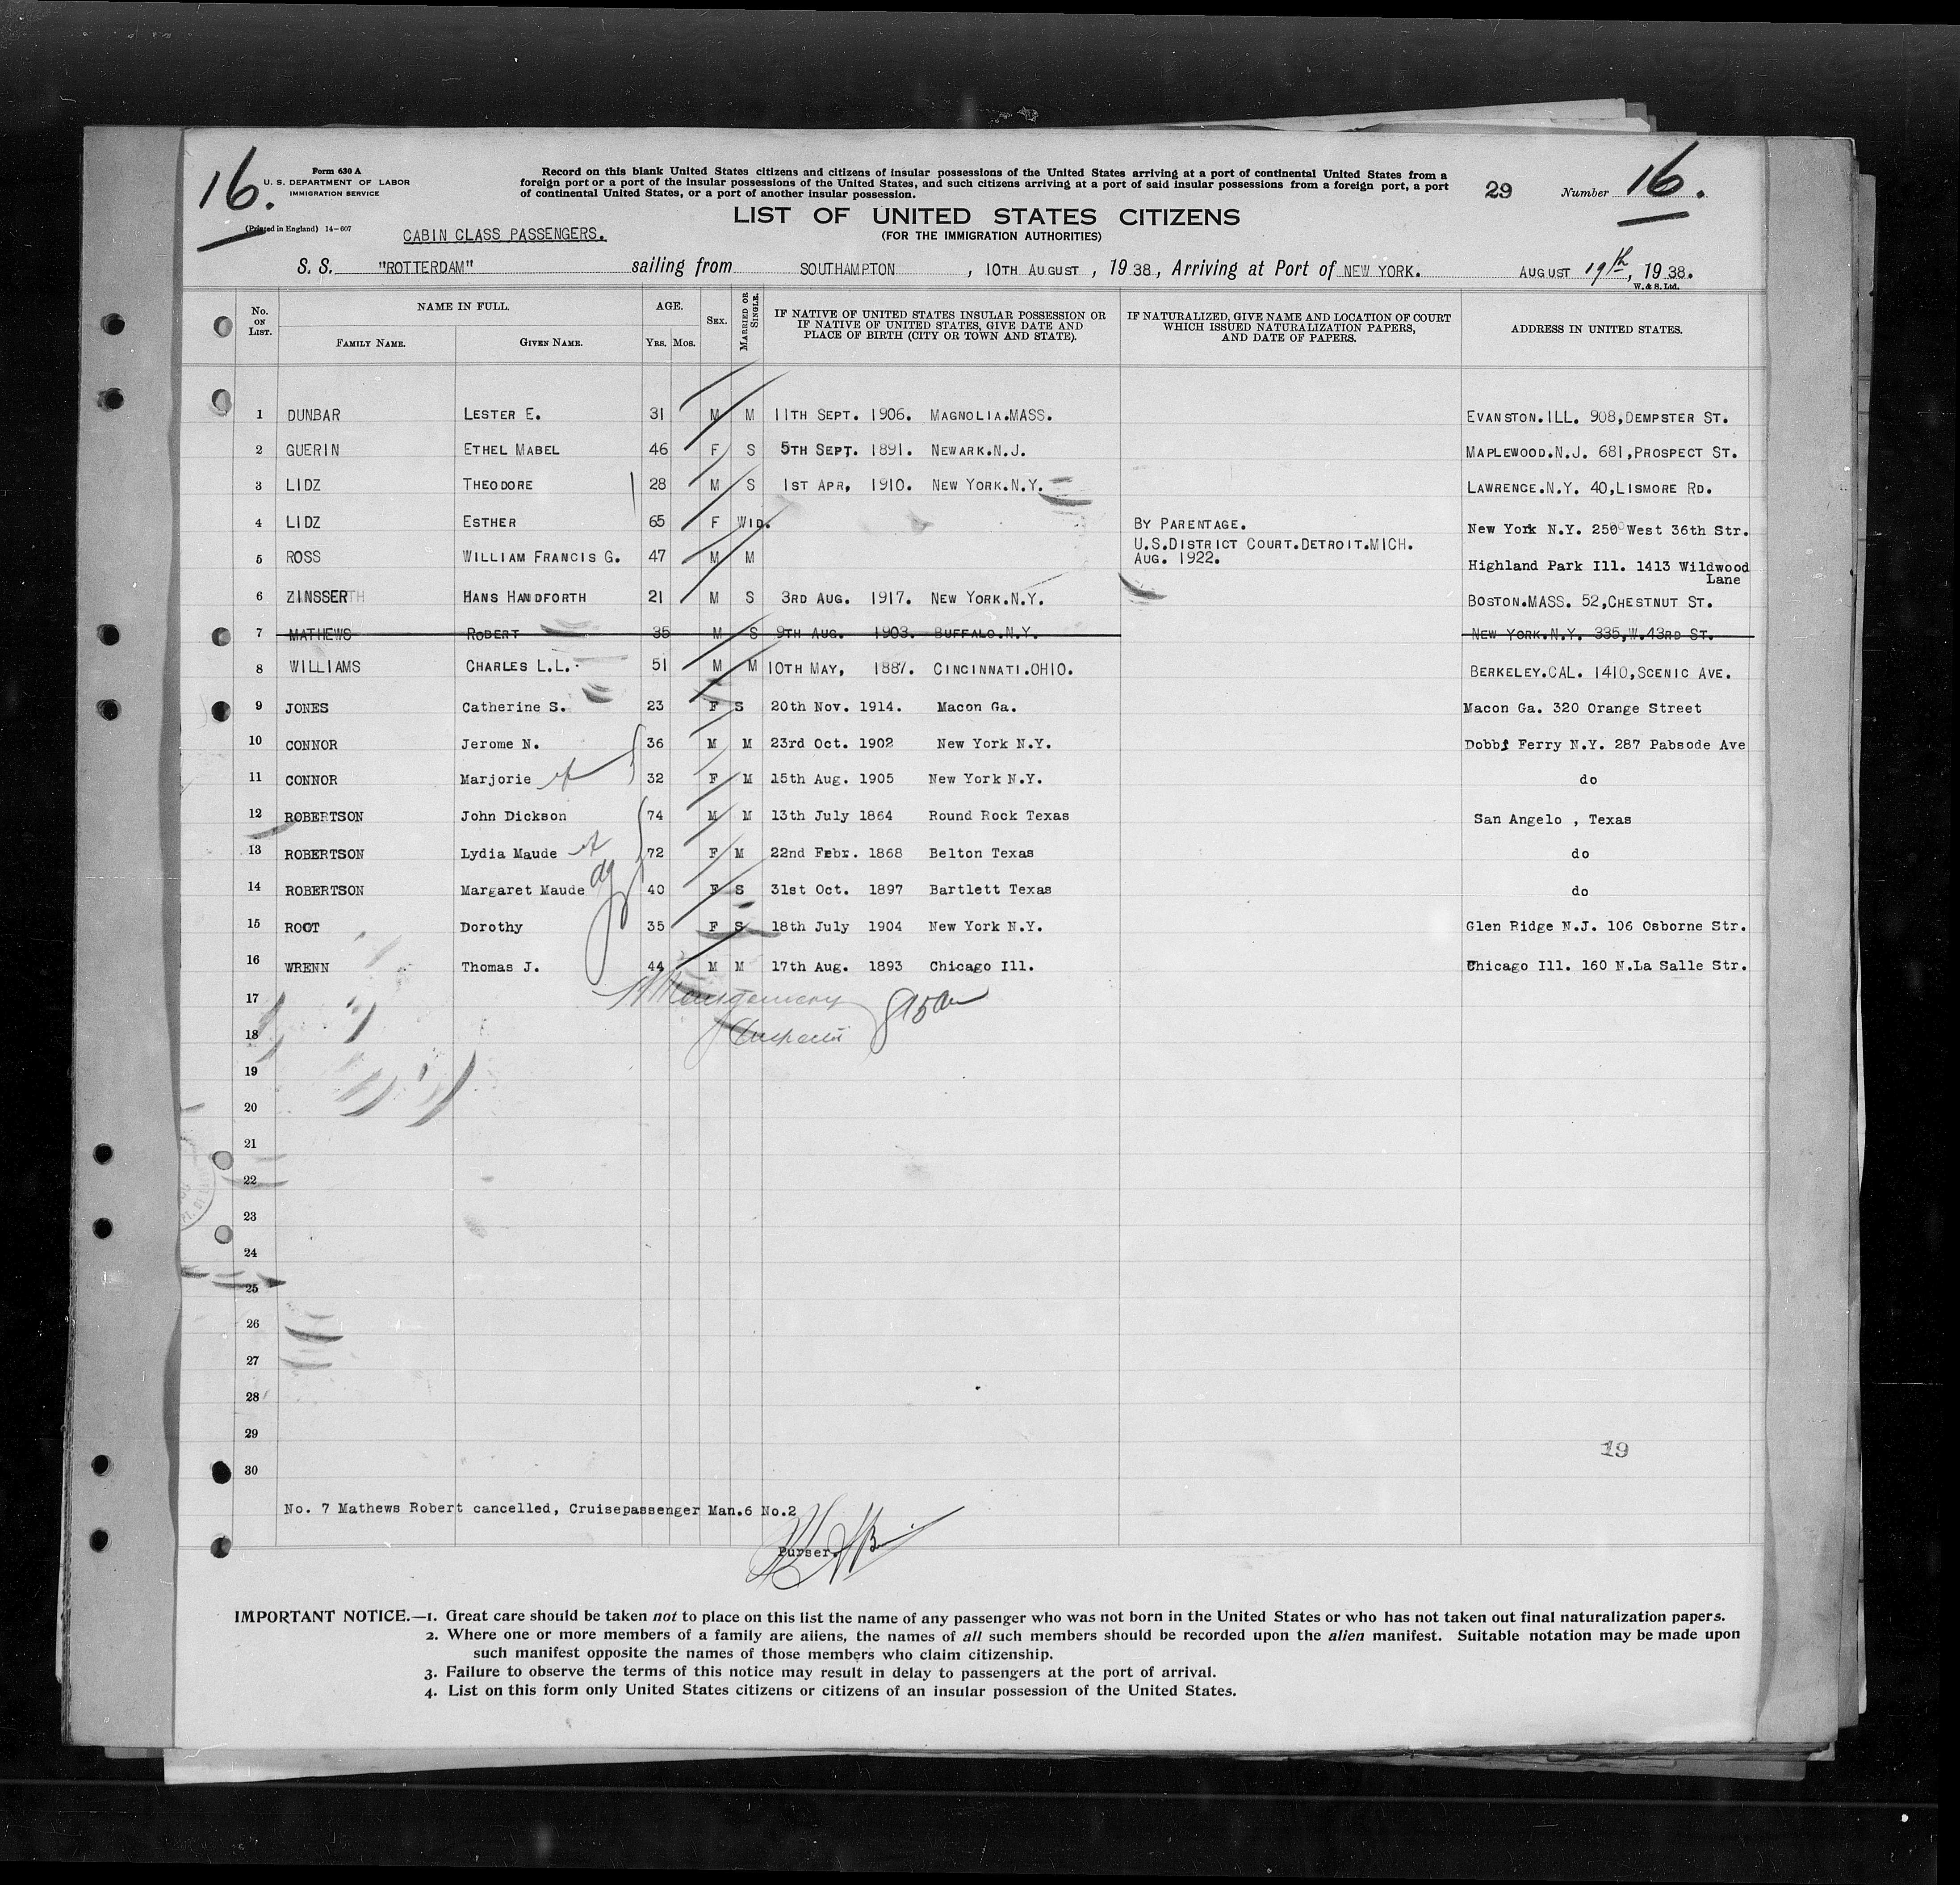 16.
Form 630 A
U. S. DEPARTMENT OF LABOR
IMMIGRATION SERVICE
(Printed in England) 14-607
Record on this blank United States citizens and citizens of insular possessions of the United States arriving at a port of continental United States from a
foreign port or a port of the insular possessions of the United States, and such citizens arriving at a port of said insular possessions from a foreign port, a port
of continental United States, or a port of another insular possession.
29 Number 16.
LIST OF UNITED STATES CITIZENS
(FOR THE IMMIGRATION AUTHORITIES)
CABIN CLASS PASSENGERS.
S. S. "ROTTERDAM" sailing from SOUTHAMPTON, 10TH AUGUST, 1938, Arriving at Port of NEW YORK. AUGUST 19th, 1938.
W. & S. Ltd.
No. ON LIST. NAME IN FULL. FAMILY NAME. GIVEN NAME. AGE. YRS. MOS. SEX. MARRIED OR SINGLE. IF NATIVE OF UNITED STATES INSULAR POSSESSION OR IF NATIVE OF UNITED STATES, GIVE DATE AND PLACE OF BIRTH (CITY OR TOWN AND STATE). IF NATURALIZED, GIVE NAME AND LOCATION OF COURT WHICH ISSUED NATURALIZATION PAPERS, AND DATE OF PAPERS. ADDRESS IN UNITED STATES.
1 DUNBAR LESTER E. 31 M M 11TH SEPT. 1906. MAGNOLIA.MASS. EVANSTON.ILL. 908,DEMPSTER ST.
2 GUERIN ETHEL MABEL 46 F S 5TH SEPT. 1891. NEWARK.N.J. MAPLEWOOD.N.J. 681,PROSPECT ST.
3 LIDZ THEODORE 28 M S 1ST APR, 1910. NEW YORK.N.Y. LAWRENCE.N.Y. 40,LISMORE RD.
4 LIDZ ESTHER 65 F WID. BY PARENTAGE. New York N.Y. 250 West 36th Str.
5 ROSS WILLIAM FRANCIS G. 47 M M U.S.DISTRICT COURT.DETROIT.MICH. AUG. 1922. Highland Park Ill. 1413 Wildwood Lane
6 ZINSSERTH HANS HANDFORTH 21 M S 3RD AUG. 1917. NEW YORK.N.Y. BOSTON.MASS. 52,CHESTNUT ST.
7 MATHEWS ROBERT 35 M S 9TH AUG. 1903. BUFFALO.N.Y. NEW YORK.N.Y. 335,W.43RD ST.
8 WILLIAMS CHARLES L.L. 51 M M 10TH MAY, 1887. CINCINNATI.OHIO. BERKELEY.CAL. 1410,SCENIC AVE.
9 JONES Catherine S. 23 F S 20th Nov. 1914. Macon Ga. Macon Ga. 320 Orange Street
10 CONNOR Jerome N. 36 M M 23rd Oct. 1902 New York N.Y. Dobbs Ferry N.Y. 287 Pabsode Ave
11 CONNOR Marjorie 32 F M 15th Aug. 1905 New York N.Y. do
12 ROBERTSON John Dickson 74 M M 13th July 1864 Round Rock Texas San Angelo , Texas
13 ROBERTSON Lydia Maude 72 F M 22nd Febr. 1868 Belton Texas do
14 ROBERTSON Margaret Maude 40 F S 31st Oct. 1897 Bartlett Texas do
15 ROOT Dorothy 35 F S 18th July 1904 New York N.Y. Glen Ridge N.J. 106 Osborne Str.
16 WRENN Thomas J. 44 M M 17th Aug. 1893 Chicago Ill. Chicago Ill. 160 N.La Salle Str.
17 Montgomery
18
19
20
21
22
23
24
25
26
27
28
29
19
30
No. 7 Mathews Robert cancelled, Cruisepassenger Man.6 No.2
Purser.
IMPORTANT NOTICE.—1. Great care should be taken not to place on this list the name of any passenger who was not born in the United States or who has not taken out final naturalization papers.
2. Where one or more members of a family are aliens, the names of all such members should be recorded upon the alien manifest. Suitable notation may be made upon
such manifest opposite the names of those members who claim citizenship.
3. Failure to observe the terms of this notice may result in delay to passengers at the port of arrival.
4. List on this form only United States citizens or citizens of an insular possession of the United States.